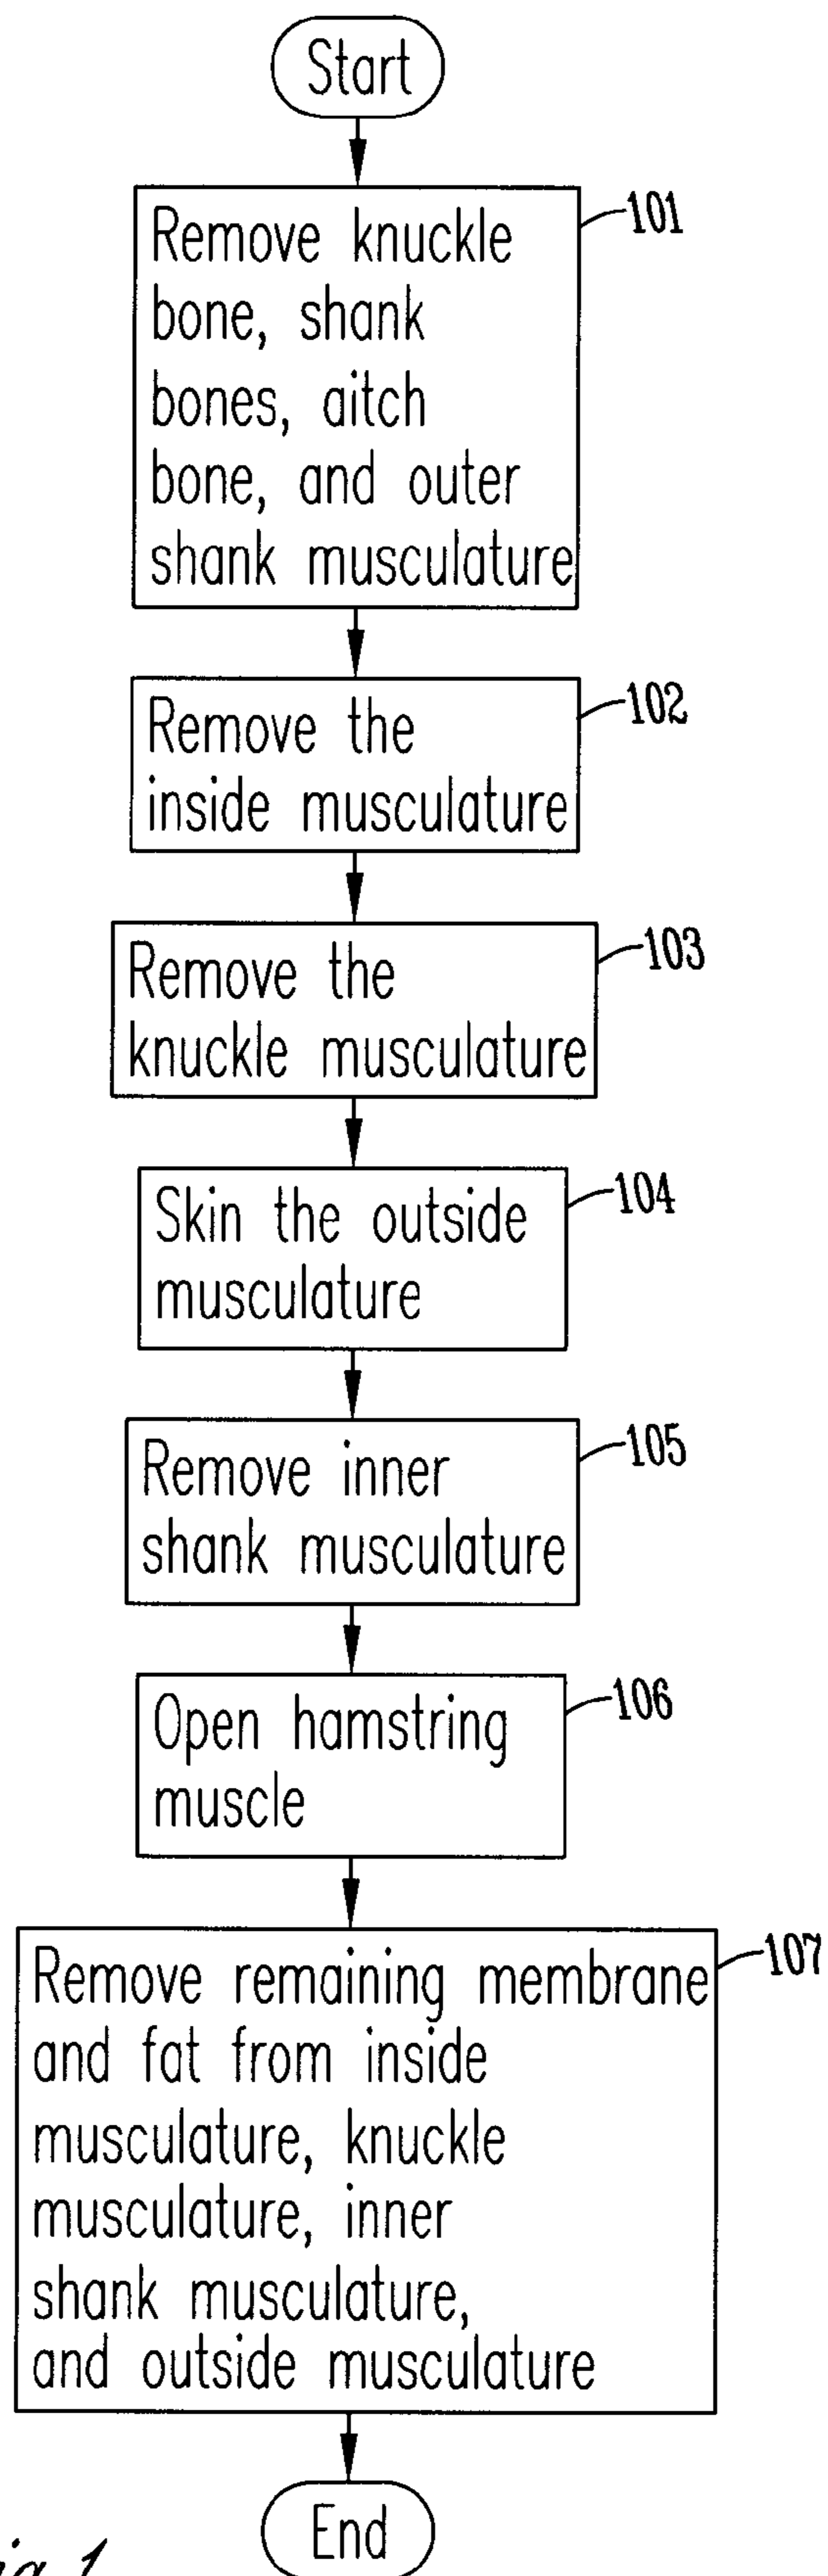 Start
101
Remove knuckle
bone, shank
bones, aitch
bone, and outer
shank musculature
102
Remove the
inside musculature
103
Remove the
knuckle musculature
104
Skin the outside
musculature
105
Remove inner
shank musculature
106
Open hamstring
muscle
107
Remove remaining membrane
and fat from inside
musculature, knuckle
musculature, inner
shank musculature,
and outside musculature
End